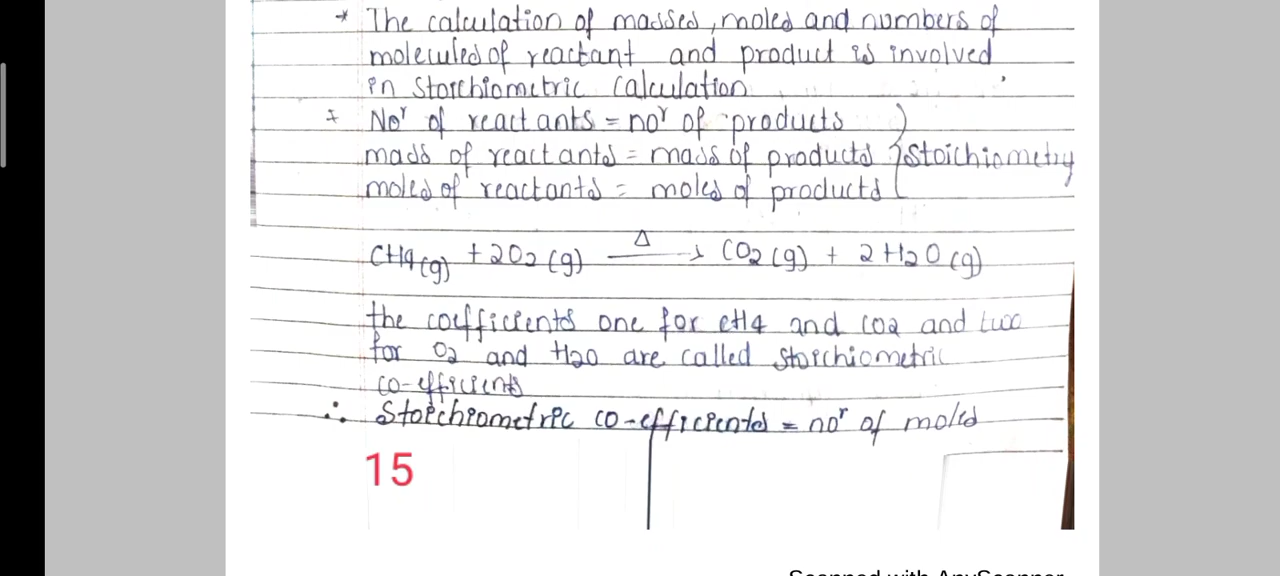 * The calculation of masses, moles and numbers of
molecules of reactant and product is involved
in Stoichiometric Calculation
* Noʳ of reactants = noʳ of products
mass of reactants = mass of products } Stoichiometry
moles of reactants = moles of products
CH4(g) + 2O2(g) —Δ→ CO2(g) + 2H2O(g)
the coefficients one for CH4 and CO2 and two
for O2 and H2O are called Stoichiometric
co-efficients
∴ Stoichiometric co-efficients = noʳ of moles
15